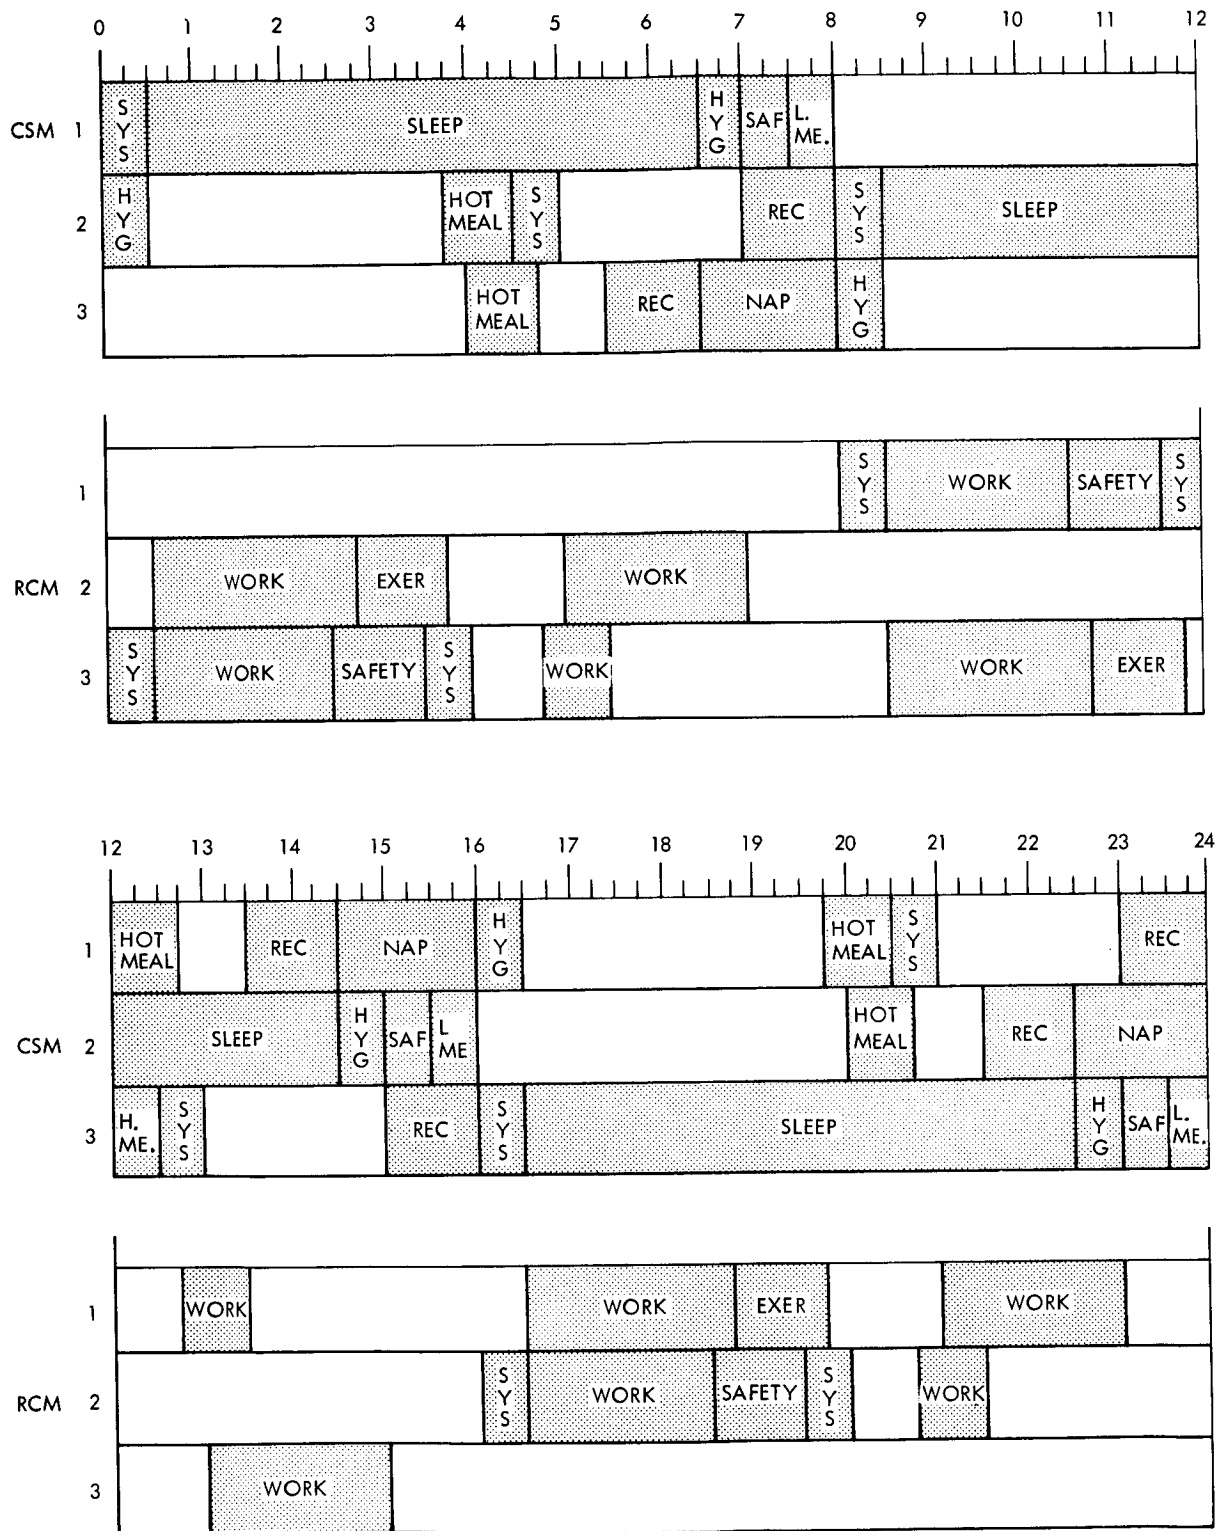 0 1 2 3 4 5 6 7 8 9 10 11 12
CSM 1 SYS SLEEP HYG SAF L. ME.
2 HYG HOT MEAL SYS REC SYS SLEEP
3 HOT MEAL REC NAP HYG
1 SYS WORK SAFETY SYS
RCM 2 WORK EXER WORK
3 SYS WORK SAFETY SYS WORK WORK EXER
12 13 14 15 16 17 18 19 20 21 22 23 24
1 HOT MEAL REC NAP HYG HOT MEAL SYS REC
CSM 2 SLEEP HYG SAF L ME HOT MEAL REC NAP
3 H. ME. SYS REC SYS SLEEP HYG SAF L. ME.
1 WORK WORK EXER WORK
RCM 2 SYS WORK SAFETY SYS WORK
3 WORK